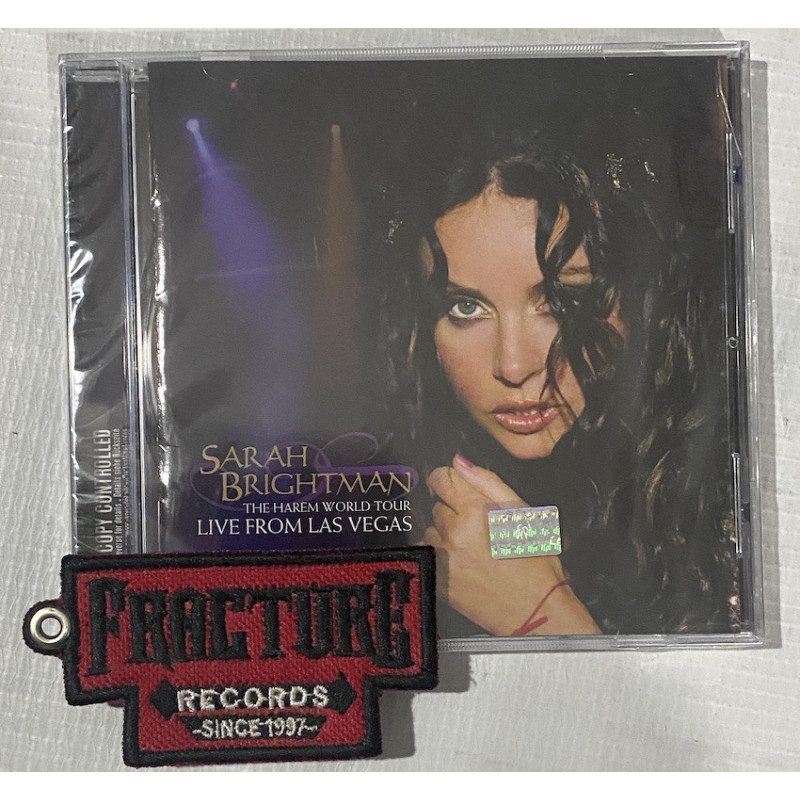 COPY CONTROLLED
SARAH
BRIGHTMAN
THE HAREM WORLD TOUR
LIVE FROM LAS VEGAS
FRACTURE
RECORDS
-SINCE 1997-